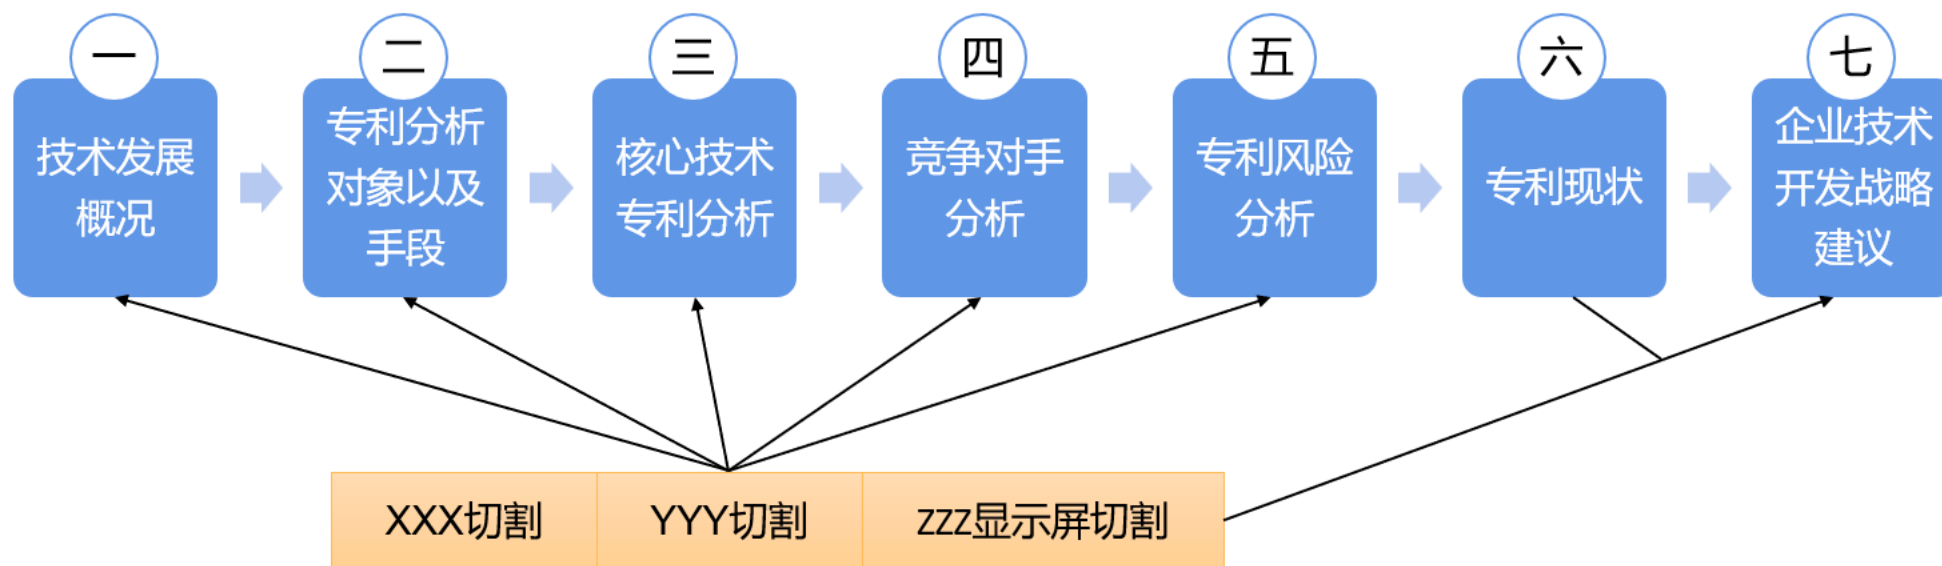 一
技术发展
概况
二
专利分析
对象以及
手段
三
核心技术
专利分析
四
竞争对手
分析
五
专利风险
分析
六
专利现状
七
企业技术
开发战略
建议
XXX切割
YYY切割
ZZZ显示屏切割